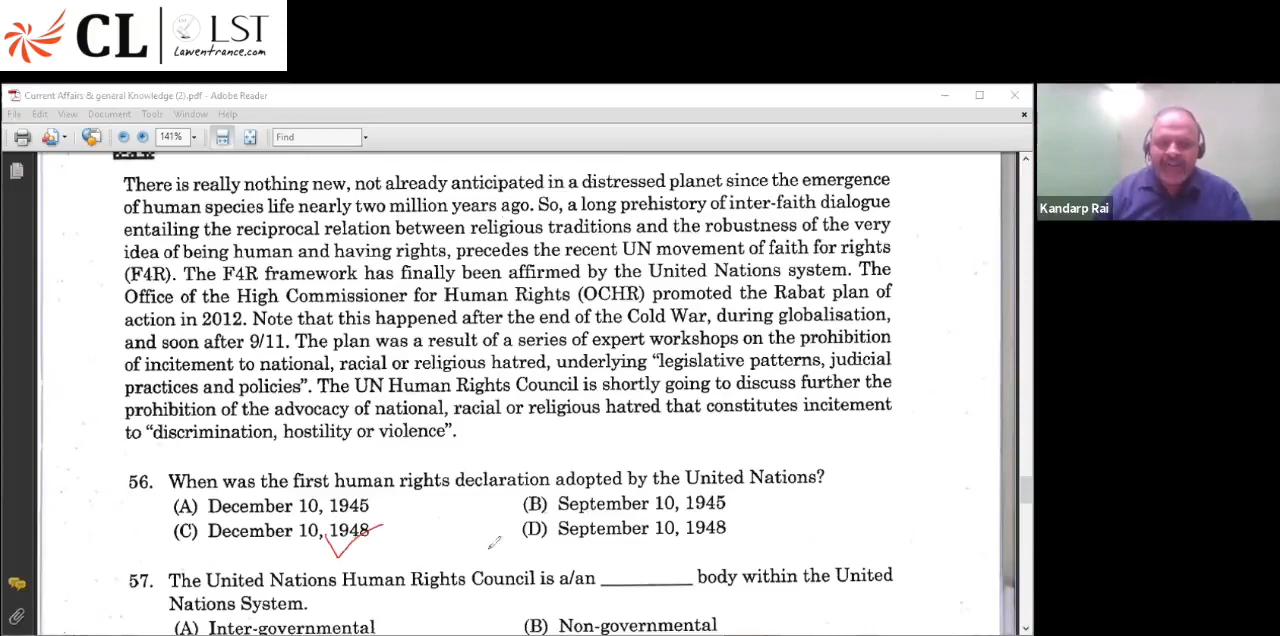 CL LST
Lawentrance.com
Current Affairs & general Knowledge (2).pdf - Adobe Reader
File Edit View Document Tools Window Help
141% Find
There is really nothing new, not already anticipated in a distressed planet since the emergence
of human species life nearly two million years ago. So, a long prehistory of inter-faith dialogue
entailing the reciprocal relation between religious traditions and the robustness of the very
idea of being human and having rights, precedes the recent UN movement of faith for rights
(F4R). The F4R framework has finally been affirmed by the United Nations system. The
Office of the High Commissioner for Human Rights (OCHR) promoted the Rabat plan of
action in 2012. Note that this happened after the end of the Cold War, during globalisation,
and soon after 9/11. The plan was a result of a series of expert workshops on the prohibition
of incitement to national, racial or religious hatred, underlying “legislative patterns, judicial
practices and policies”. The UN Human Rights Council is shortly going to discuss further the
prohibition of the advocacy of national, racial or religious hatred that constitutes incitement
to “discrimination, hostility or violence”.
56. When was the first human rights declaration adopted by the United Nations?
(A) December 10, 1945 (B) September 10, 1945
(C) December 10, 1948 (D) September 10, 1948
57. The United Nations Human Rights Council is a/an _________ body within the United
Nations System.
(A) Inter-governmental (B) Non-governmental
Kandarp Rai